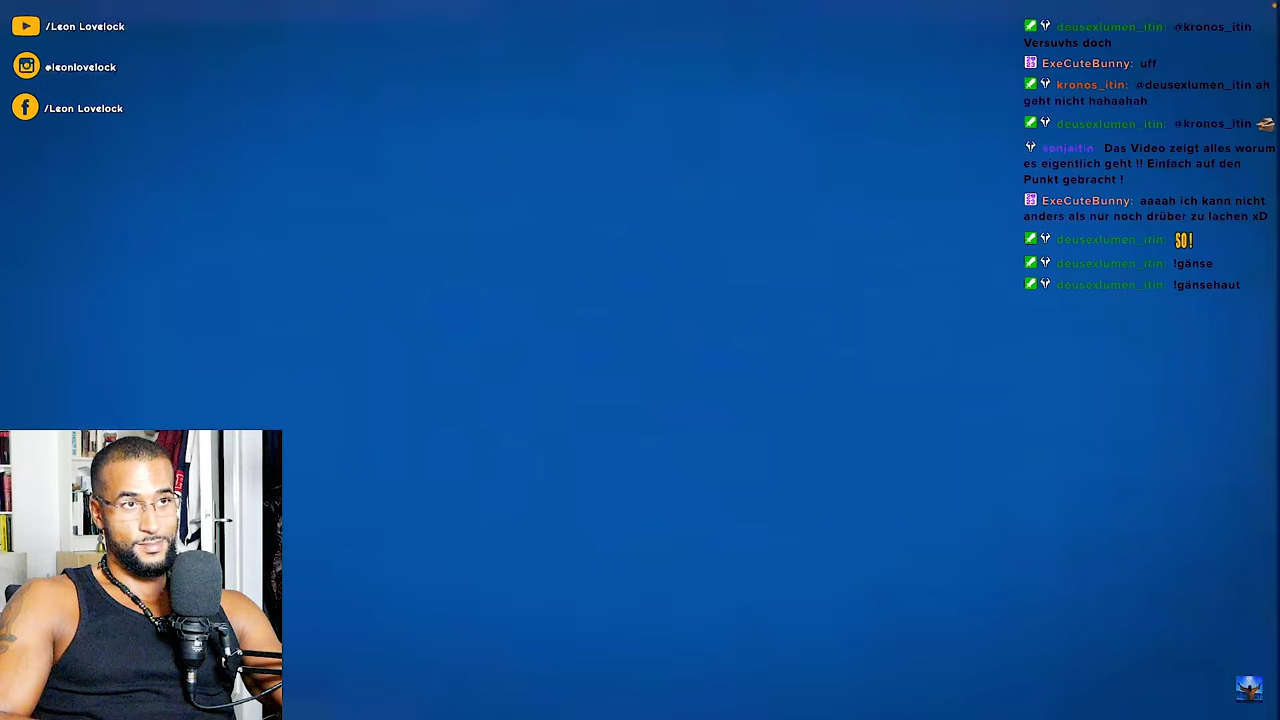 /Leon Lovelock
@leonlovelock
/Leon Lovelock
deusexlumen_itin: @kronos_itin
Versuvhs doch
ExeCuteBunny: uff
kronos_itin: @deusexlumen_itin ah
geht nicht hahaahah
deusexlumen_itin: @kronos_itin
sonjaitin: Das Video zeigt alles worum
es eigentlich geht !! Einfach auf den
Punkt gebracht !
ExeCuteBunny: aaaah ich kann nicht
anders als nur noch drüber zu lachen xD
deusexlumen_itin: SO!
deusexlumen_itin: !gänse
deusexlumen_itin: !gänsehaut